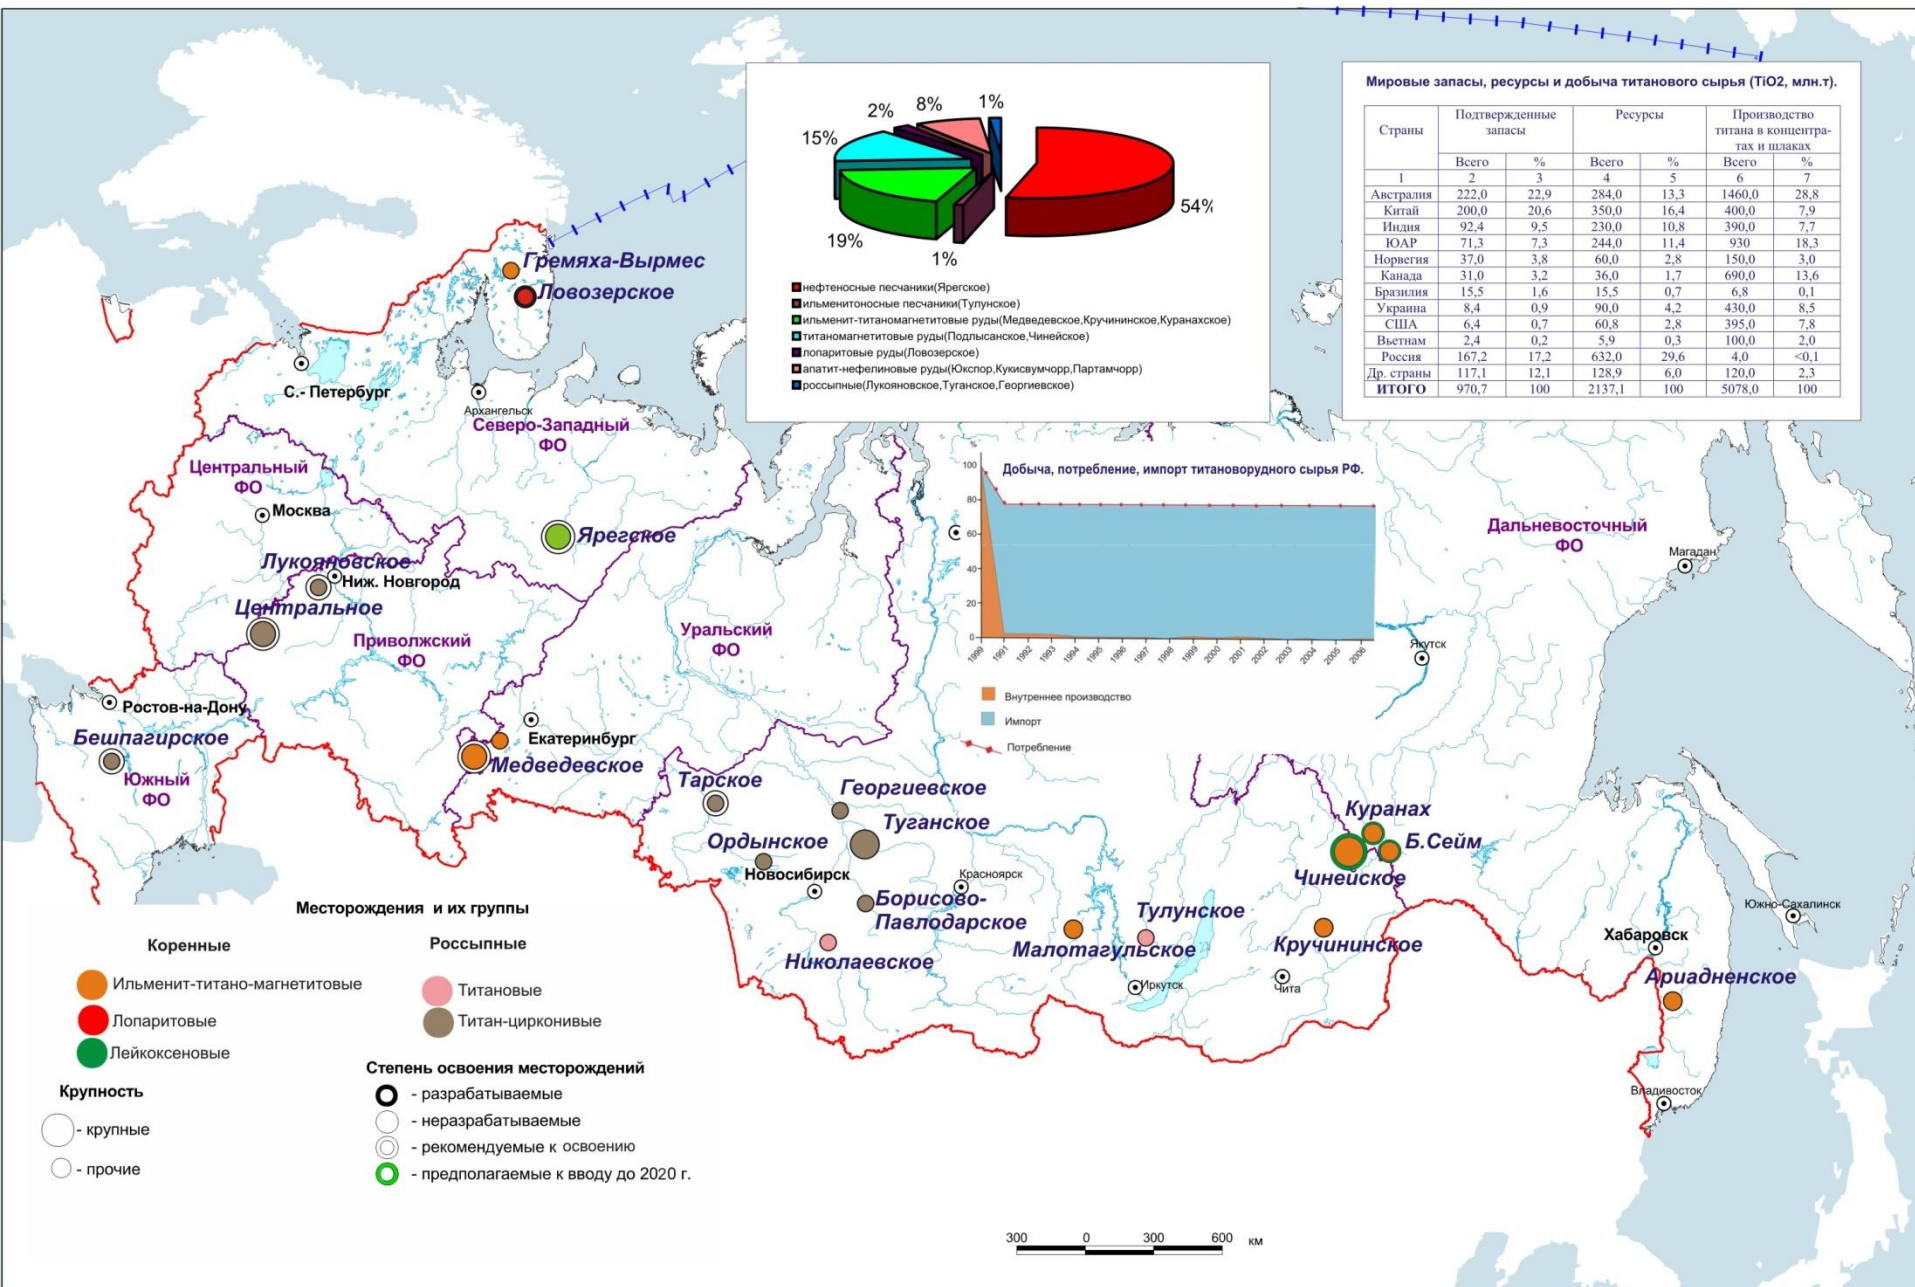 Мировые запасы, ресурсы и добыча титанового сырья (TiO2, млн.т).
Страны Подтвержденные запасы Ресурсы Производство титана в концентра-тах и шлаках
Всего % Всего % Всего %
1 2 3 4 5 6 7
Австралия 222,0 22,9 284,0 13,3 1460,0 28,8
Китай 200,0 20,6 350,0 16,4 400,0 7,9
Индия 92,4 9,5 230,0 10,8 390,0 7,7
ЮАР 71,3 7,3 244,0 11,4 930 18,3
Норвегия 37,0 3,8 60,0 2,8 150,0 3,0
Канада 31,0 3,2 36,0 1,7 690,0 13,6
Бразилия 15,5 1,6 15,5 0,7 6,8 0,1
Украина 8,4 0,9 90,0 4,2 430,0 8,5
США 6,4 0,7 60,8 2,8 395,0 7,8
Вьетнам 2,4 0,2 5,9 0,3 100,0 2,0
Россия 167,2 17,2 632,0 29,6 4,0 <0,1
Др. страны 117,1 12,1 128,9 6,0 120,0 2,3
ИТОГО 970,7 100 2137,1 100 5078,0 100
2%
8%
1%
15%
54%
19%
1%
нефтеносные песчаники(Ярегское)
ильменитоносные песчаники(Тулунское)
ильменит-титаномагнетитовые руды(Медведевское,Кручининское,Куранахское)
титаномагнетитовые руды(Подлысанское,Чинейское)
лопаритовые руды(Ловозерское)
апатит-нефелиновые руды(Юкспор,Кукисвумчорр,Партамчорр)
россыпные(Лукояновское,Туганское,Георгиевское)
Добыча, потребление, импорт титановорудного сырья РФ.
%
100
80
60
40
20
0
1990 1991 1992 1993 1994 1995 1996 1997 1998 1999 2000 2001 2002 2003 2004 2005 2006
Внутреннее производство
Импорт
Потребление
Гремяха-Вырмес
Ловозерское
С.- Петербург
Архангельск
Северо-Западный
ФО
Центральный
ФО
Москва
Ярегское
Лукояновское
Ниж. Новгород
Центральное
Приволжский
ФО
Уральский
ФО
Дальневосточный
ФО
Магадан
Якутск
Ростов-на-Дону
Бешпагирское
Южный
ФО
Екатеринбург
Медведевское
Тарское
Георгиевское
Туганское
Ордынское
Новосибирск
Красноярск
Борисово-
Павлодарское
Николаевское
Малотагульское
Тулунское
Иркутск
Куранах
Б.Сейм
Чинейское
Кручининское
Чита
Южно-Сахалинск
Хабаровск
Ариадненское
Владивосток
Месторождения и их группы
Коренные
Россыпные
Ильменит-титано-магнетитовые
Титановые
Лопаритовые
Титан-цирконивые
Лейкоксеновые
Крупность
- крупные
- прочие
Степень освоения месторождений
- разрабатываемые
- неразрабатываемые
- рекомендуемые к освоению
- предполагаемые к вводу до 2020 г.
300 0 300 600 км